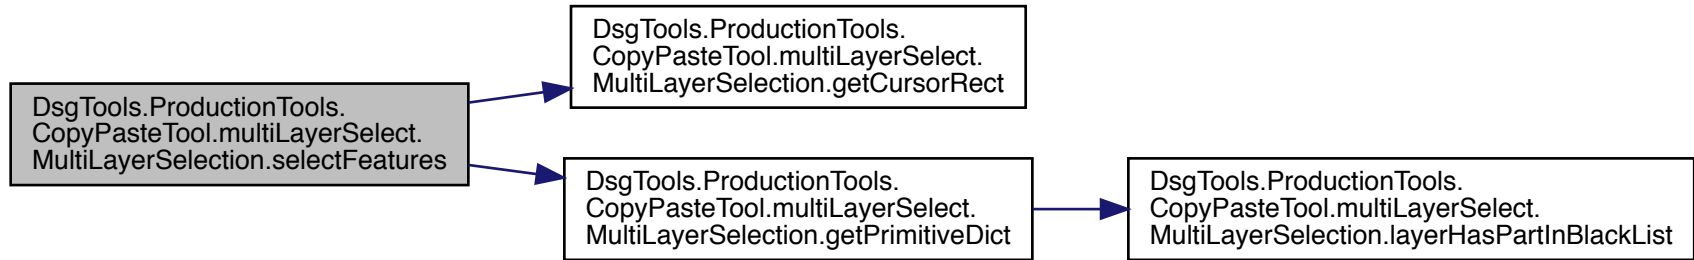 DsgTools.ProductionTools.
CopyPasteTool.multiLayerSelect.
MultiLayerSelection.selectFeatures
DsgTools.ProductionTools.
CopyPasteTool.multiLayerSelect.
MultiLayerSelection.getCursorRect
DsgTools.ProductionTools.
CopyPasteTool.multiLayerSelect.
MultiLayerSelection.getPrimitiveDict
DsgTools.ProductionTools.
CopyPasteTool.multiLayerSelect.
MultiLayerSelection.layerHasPartInBlackList